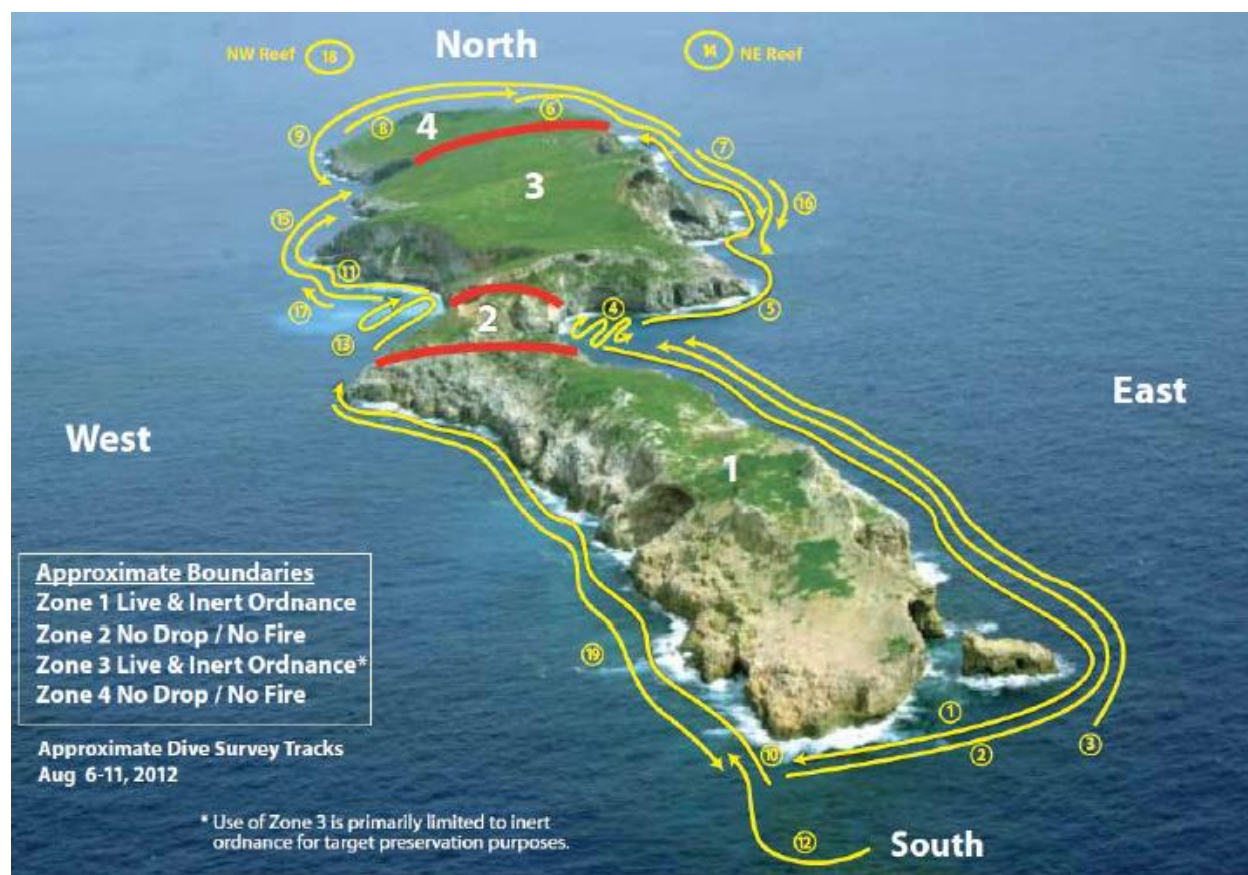 North
NW Reef 18
14 NE Reef
4
6
8
9
7
3
16
15
11
17
4
5
2
13
East
West
1
Approximate Boundaries
Zone 1 Live & Inert Ordnance
Zone 2 No Drop / No Fire
Zone 3 Live & Inert Ordnance*
Zone 4 No Drop / No Fire
19
1
2
3
10
Approximate Dive Survey Tracks
Aug 6-11, 2012
* Use of Zone 3 is primarily limited to inert
ordnance for target preservation purposes.
12
South